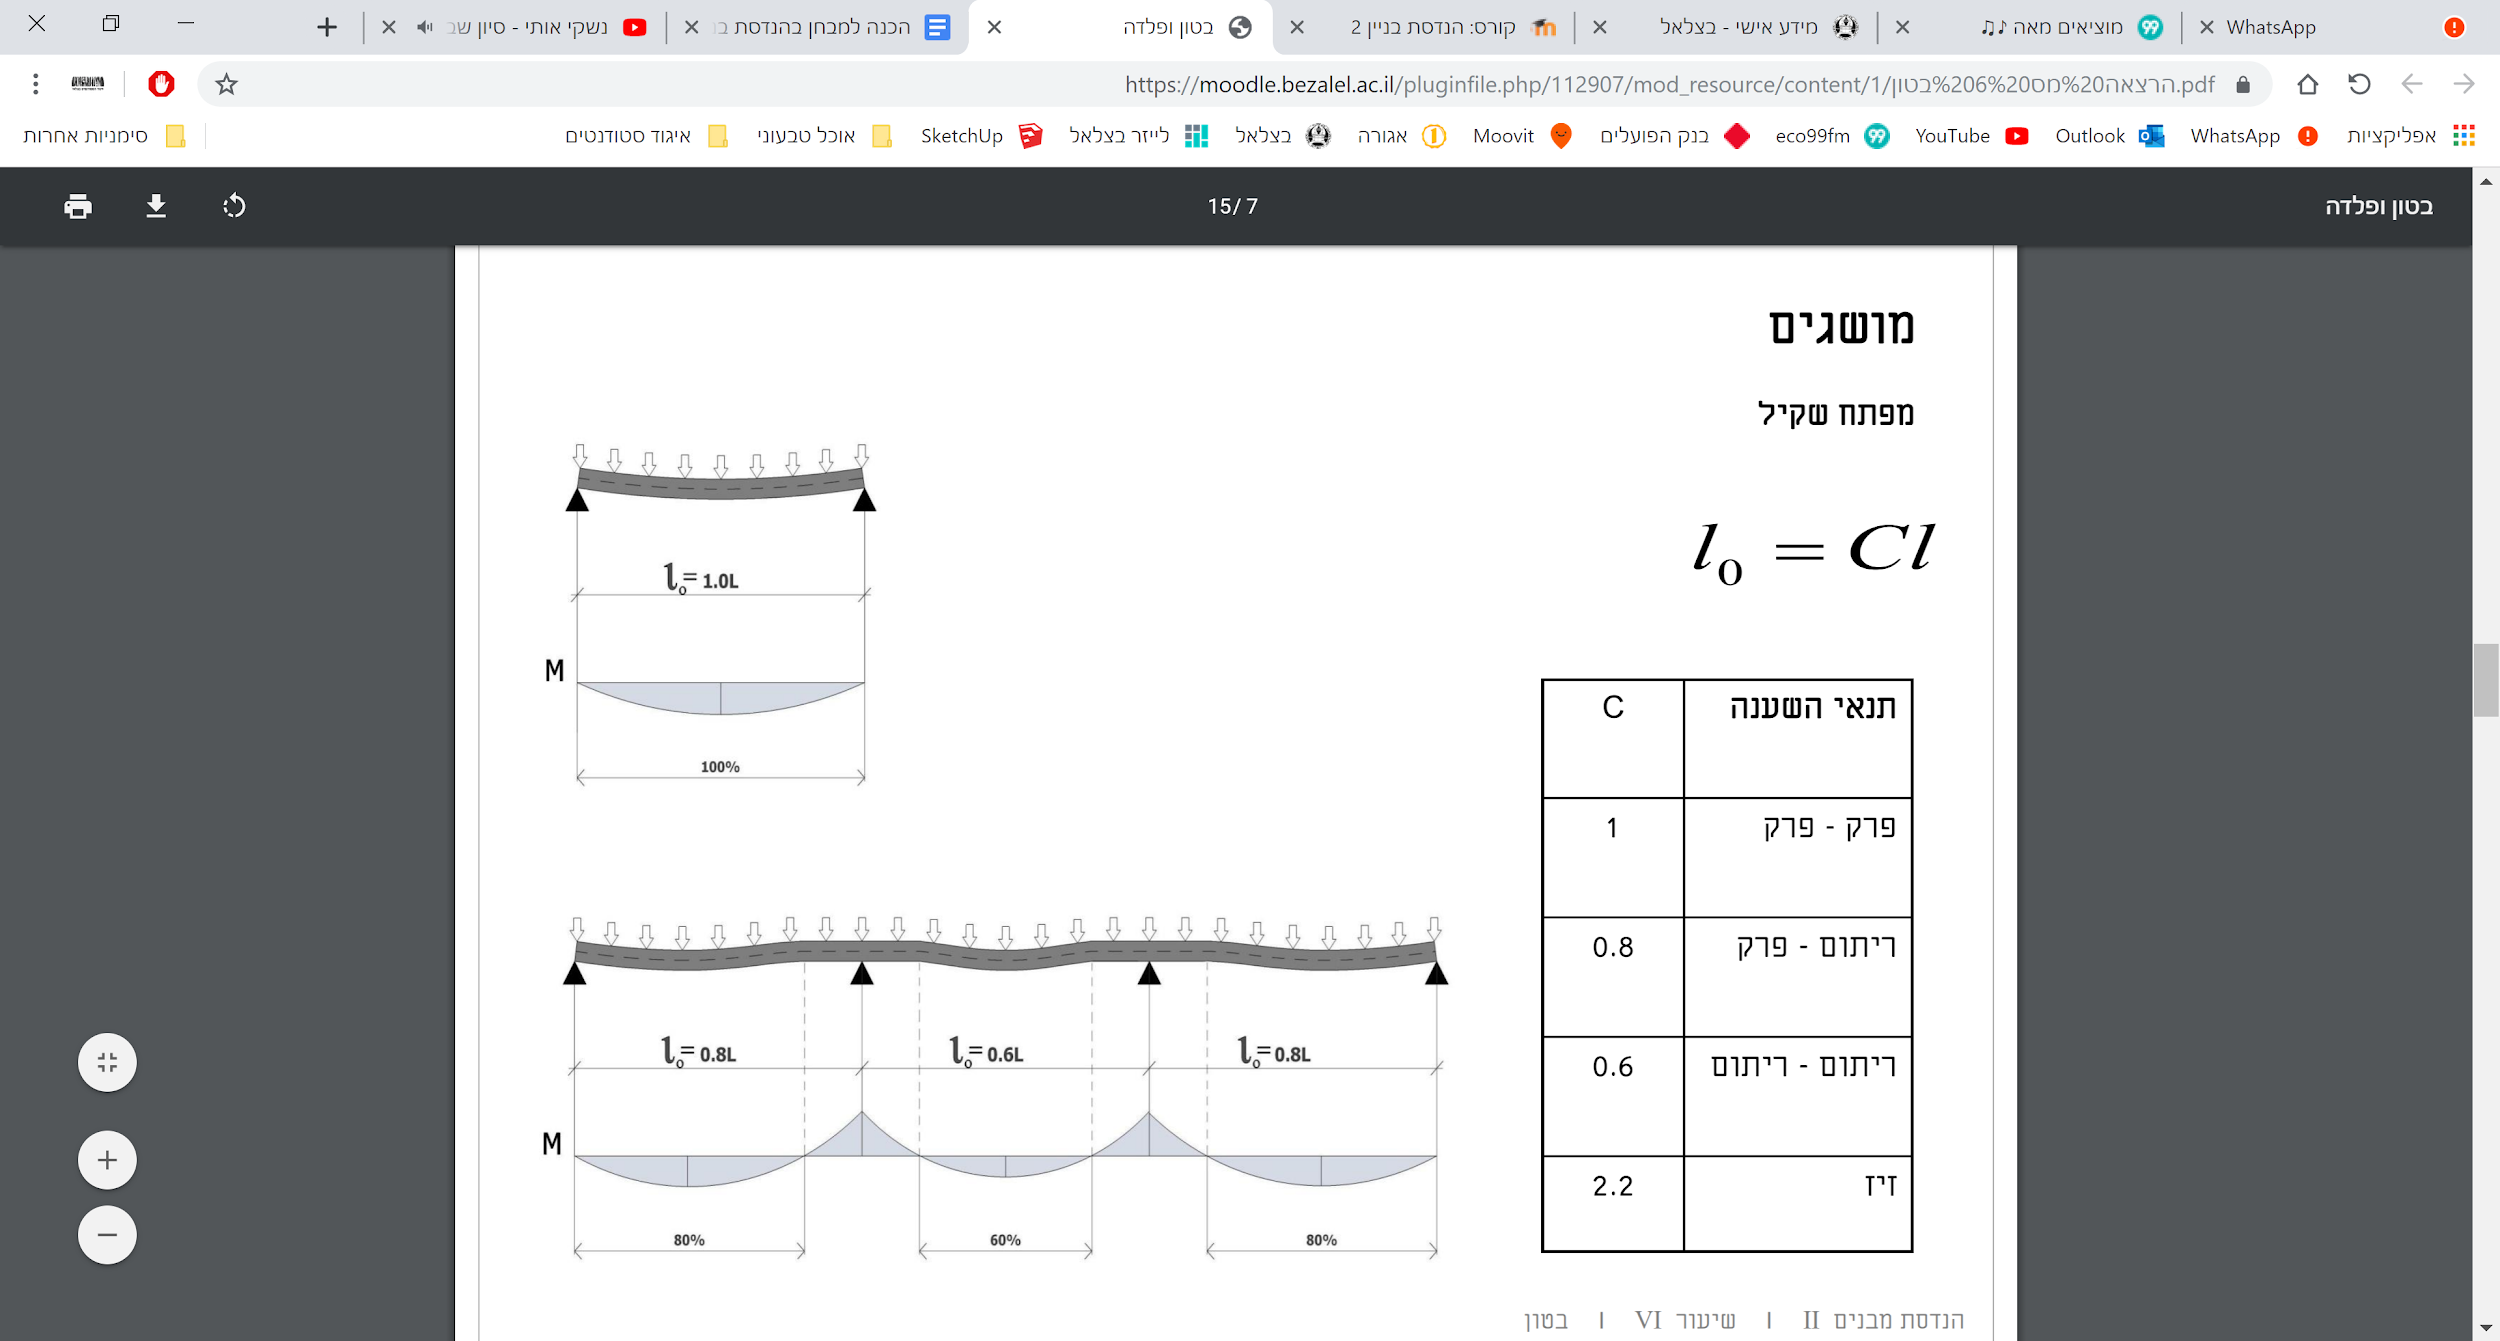 WhatsApp
מוציאים מאה ♪♫
מידע אישי - בצלאל
קורס: הנדסת בניין 2
בטון ופלדה
הכנה למבחן בהנדסת
נשקי אותי - סיון
https://moodle.bezalel.ac.il/pluginfile.php/112907/mod_resource/content/1/הרצאה%20מס%206%20בטון.pdf
אפליקציות
WhatsApp
Outlook
YouTube
eco99fm
בנק הפועלים
Moovit
אגורה
בצלאל
לייזר בצלאל
SketchUp
אוכל טבעוני
איגוד סטודנטים
סימניות אחרות
בטון ופלדה
15/ 7
מושגים
מפתח שקיל
l₀ = Cl
l₀= 1.0L
M
100%
תנאי השענה C
פרק - פרק 1
ריתום - פרק 0.8
ריתום - ריתום 0.6
זיז 2.2
l₀= 0.8L l₀= 0.6L l₀= 0.8L
M
80% 60% 80%
הנדסת מבנים II I שיעור VI I בטון